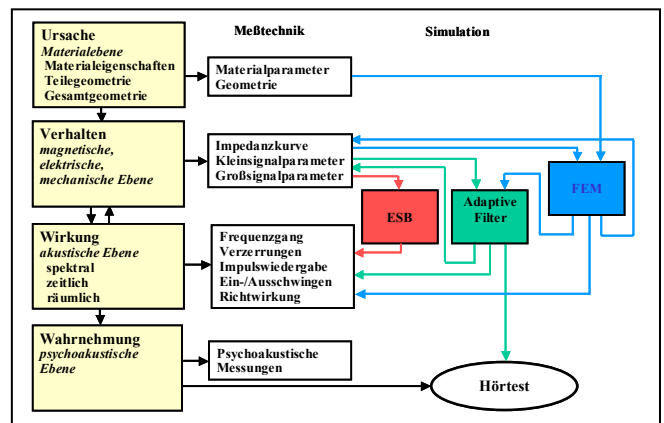 Meßtechnik
Simulation
Ursache
Materialebene
Materialeigenschaften
Teilegeometrie
Gesamtgeometrie
Materialparameter
Geometrie
Verhalten
magnetische,
elektrische,
mechanische Ebene
Impedanzkurve
Kleinsignalparameter
Großsignalparameter
ESB
Adaptive
Filter
FEM
Wirkung
akustische Ebene
spektral
zeitlich
räumlich
Frequenzgang
Verzerrungen
Impulswiedergabe
Ein-/Ausschwingen
Richtwirkung
Wahrnehmung
psychoakustische
Ebene
Psychoakustische
Messungen
Hörtest